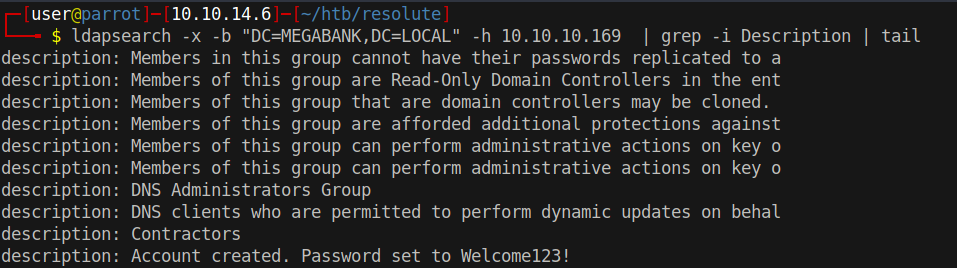 ┌─[user@parrot]─[10.10.14.6]─[~/htb/resolute]
└──╼ $ ldapsearch -x -b "DC=MEGABANK,DC=LOCAL" -h 10.10.10.169  | grep -i Description | tail
description: Members in this group cannot have their passwords replicated to a
description: Members of this group are Read-Only Domain Controllers in the ent
description: Members of this group that are domain controllers may be cloned.
description: Members of this group are afforded additional protections against
description: Members of this group can perform administrative actions on key o
description: Members of this group can perform administrative actions on key o
description: DNS Administrators Group
description: DNS clients who are permitted to perform dynamic updates on behal
description: Contractors
description: Account created. Password set to Welcome123!